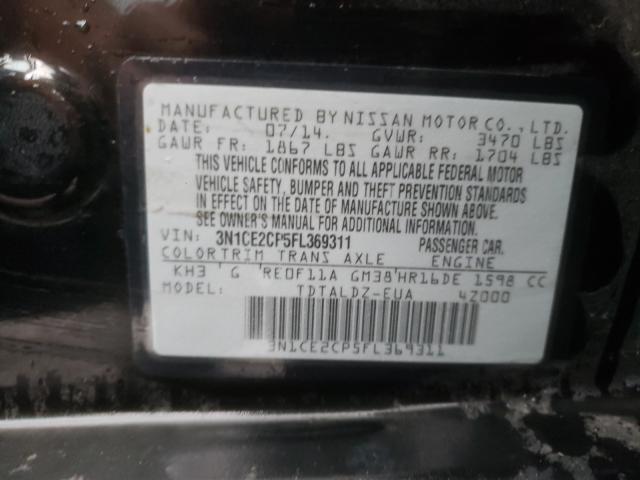 MANUFACTURED BY NISSAN MOTOR CO., LTD.
DATE: 07/14. GVWR: 3470 LBS
GAWR FR: 1867 LBS GAWR RR: 1704 LBS
THIS VEHICLE CONFORMS TO ALL APPLICABLE FEDERAL MOTOR
VEHICLE SAFETY, BUMPER AND THEFT PREVENTION STANDARDS
IN EFFECT ON THE DATE OF MANUFACTURE SHOWN ABOVE.
SEE OWNER'S MANUAL FOR ADDITIONAL INFORMATION.
VIN: 3N1CE2CP5FL369311 PASSENGER CAR.
COLOR TRIM TRANS AXLE ENGINE
KH3 ' G 'RE0F11A GM38'HR16DE 1598 CC
MODEL: TDTALDZ-EUA 4Z000
3N1CE2CP5FL369311